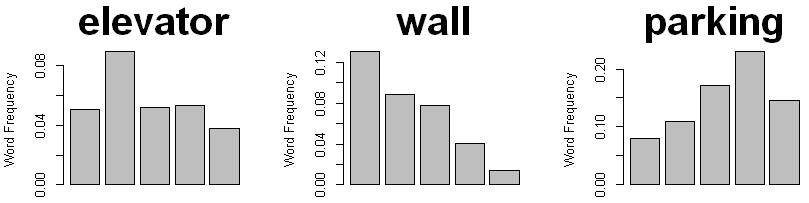 elevator
Word Frequency
0.08
0.04
0.00
wall
Word Frequency
0.12
0.08
0.04
0.00
parking
Word Frequency
0.20
0.10
0.00